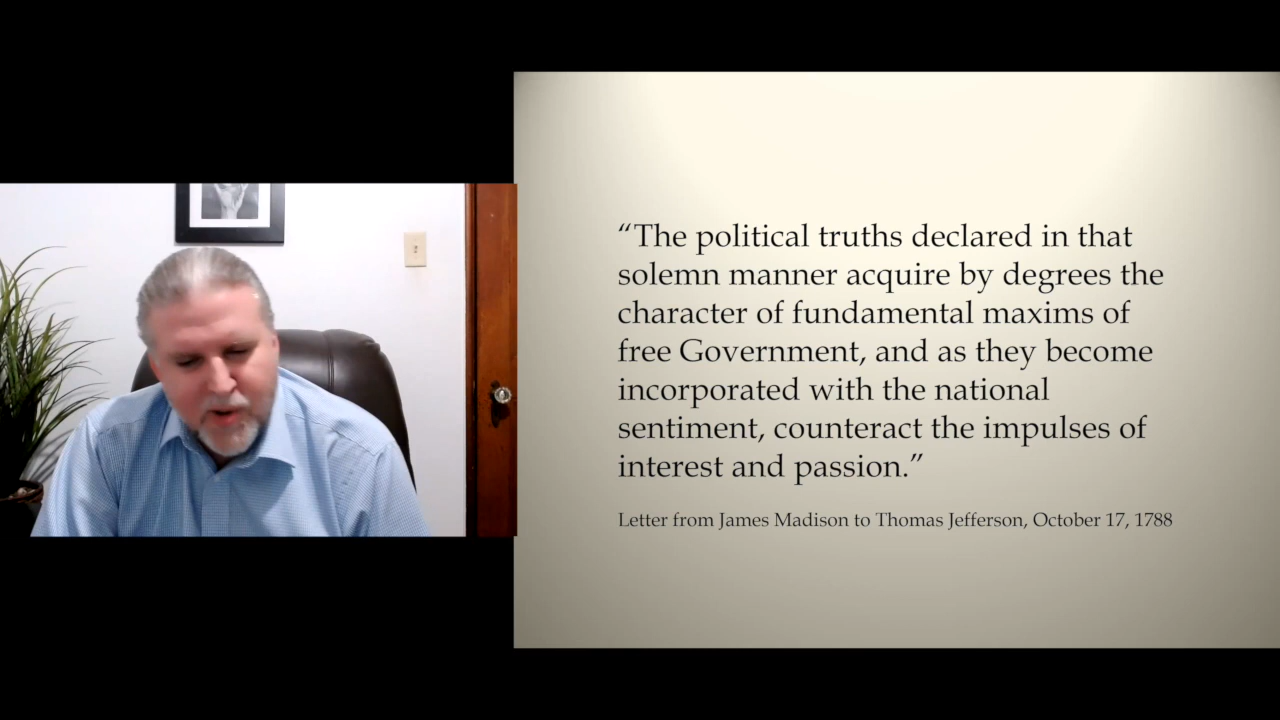 “The political truths declared in that
solemn manner acquire by degrees the
character of fundamental maxims of
free Government, and as they become
incorporated with the national
sentiment, counteract the impulses of
interest and passion.”
Letter from James Madison to Thomas Jefferson, October 17, 1788